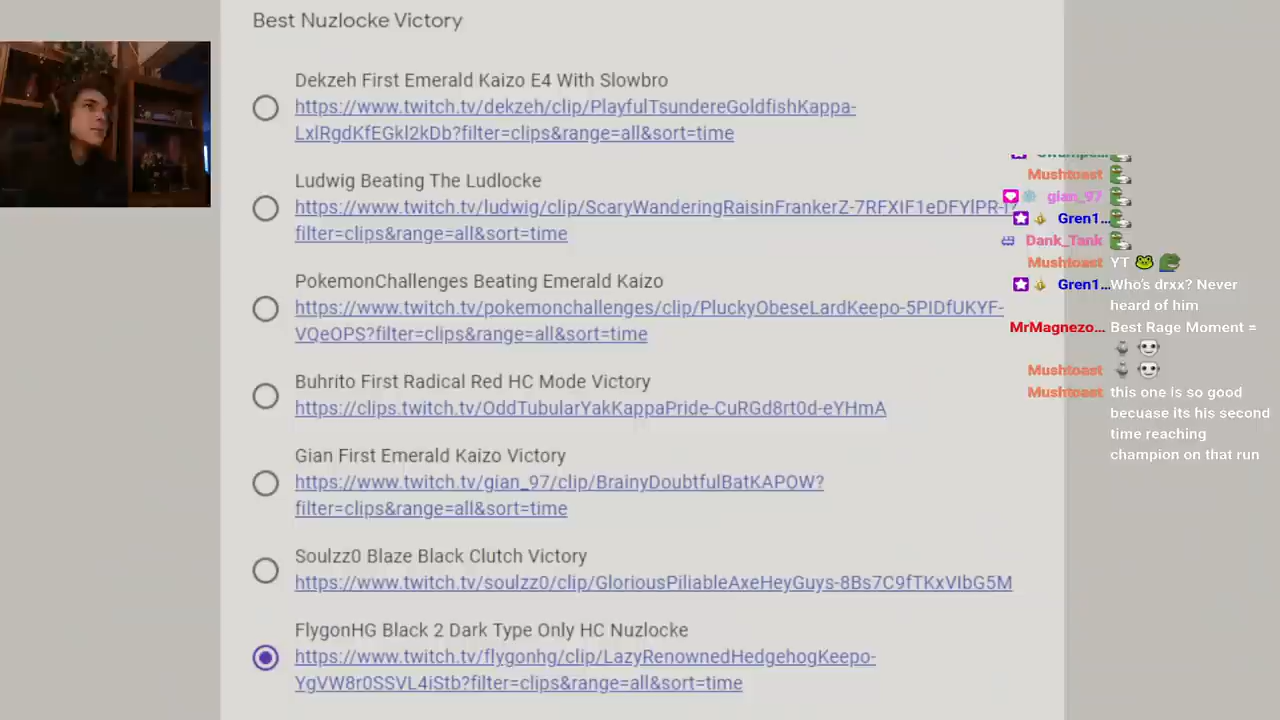 Best Nuzlocke Victory
Dekzeh First Emerald Kaizo E4 With Slowbro
https://www.twitch.tv/dekzeh/clip/PlayfulTsundereGoldfishKappa-
LxlRgdKfEGkl2kDb?filter=clips&range=all&sort=time
Ludwig Beating The Ludlocke
https://www.twitch.tv/ludwig/clip/ScaryWanderingRaisinFrankerZ-7RFXIF1eDFYlPR-I?
filter=clips&range=all&sort=time
PokemonChallenges Beating Emerald Kaizo
https://www.twitch.tv/pokemonchallenges/clip/PluckyObeseLardKeepo-5PIDfUKYF-
VQeOPS?filter=clips&range=all&sort=time
Buhrito First Radical Red HC Mode Victory
https://clips.twitch.tv/OddTubularYakKappaPride-CuRGd8rt0d-eYHmA
Gian First Emerald Kaizo Victory
https://www.twitch.tv/gian_97/clip/BrainyDoubtfulBatKAPOW?
filter=clips&range=all&sort=time
Soulzz0 Blaze Black Clutch Victory
https://www.twitch.tv/soulzz0/clip/GloriousPiliableAxeHeyGuys-8Bs7C9fTKxVIbG5M
FlygonHG Black 2 Dark Type Only HC Nuzlocke
https://www.twitch.tv/flygonhg/clip/LazyRenownedHedgehogKeepo-
YgVW8r0SSVL4iStb?filter=clips&range=all&sort=time
Mushtoast
gian_97
Gren1...
Dank_Tank
Mushtoast YT
Gren1... Who's drxx? Never
heard of him
MrMagnezo... Best Rage Moment =
Mushtoast
Mushtoast this one is so good
becuase its his second
time reaching
champion on that run